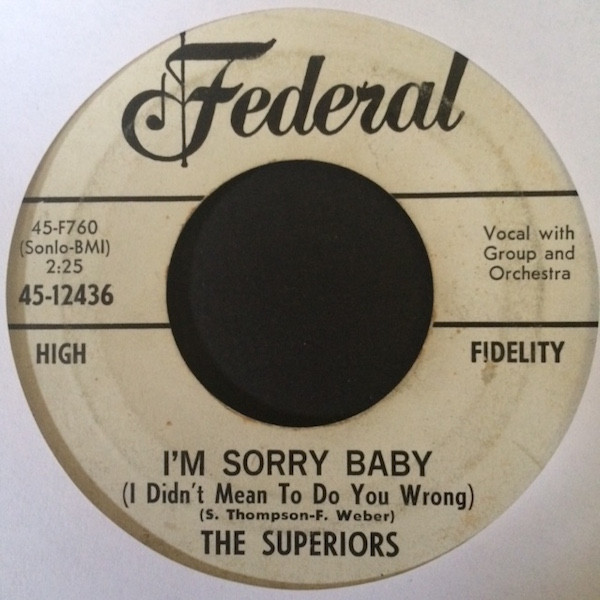 Federal
45-F760
(Sonlo-BMI)
2:25
45-12436
Vocal with
Group and
Orchestra
HIGH FIDELITY
I'M SORRY BABY
(I Didn't Mean To Do You Wrong)
(S. Thompson-F. Weber)
THE SUPERIORS